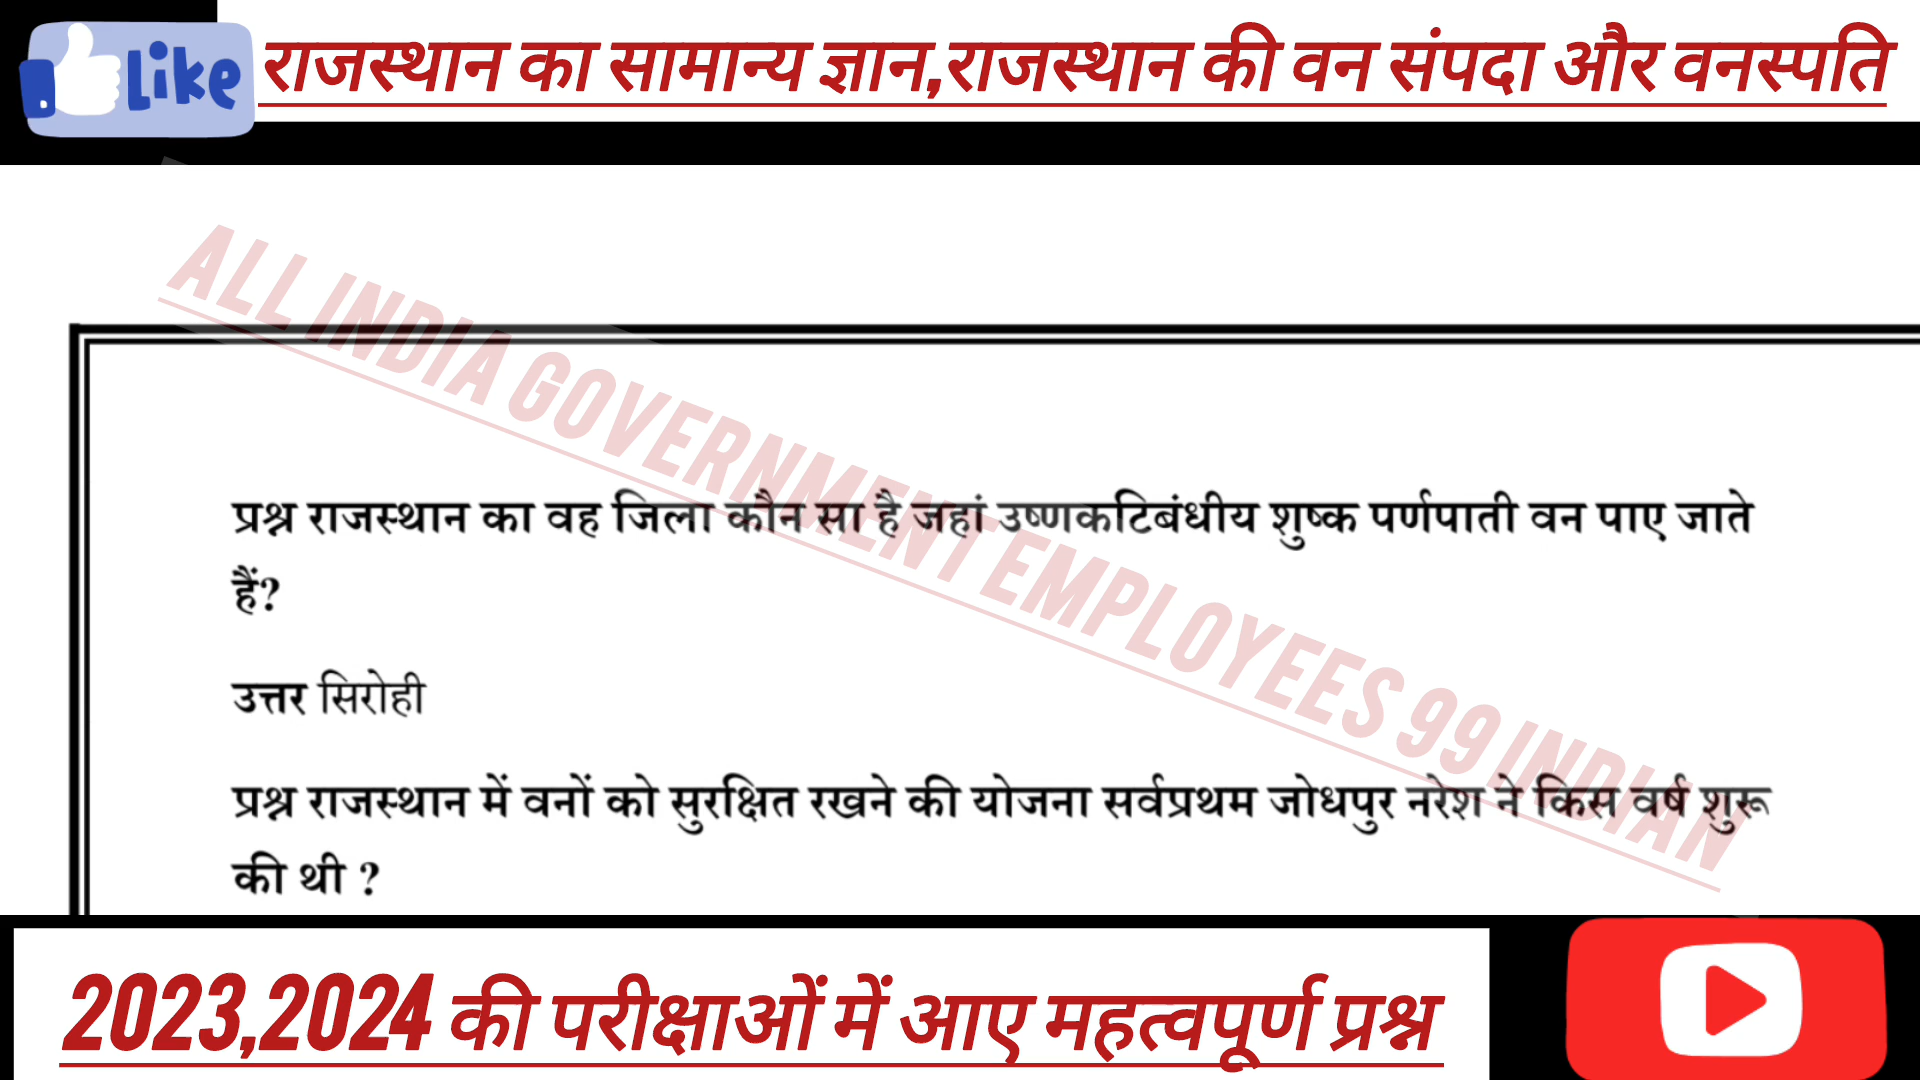 Like
राजस्थान का सामान्य ज्ञान,राजस्थान की वन संपदा और वनस्पति
ALL INDIA GOVERNMENT EMPLOYEES 99 INDIAN
प्रश्न राजस्थान का वह जिला कौन सा है जहां उष्णकटिबंधीय शुष्क पर्णपाती वन पाए जाते
हैं?
उत्तर सिरोही
प्रश्न राजस्थान में वनों को सुरक्षित रखने की योजना सर्वप्रथम जोधपुर नरेश ने किस वर्ष शुरू
की थी ?
2023,2024 की परीक्षाओं में आए महत्वपूर्ण प्रश्न